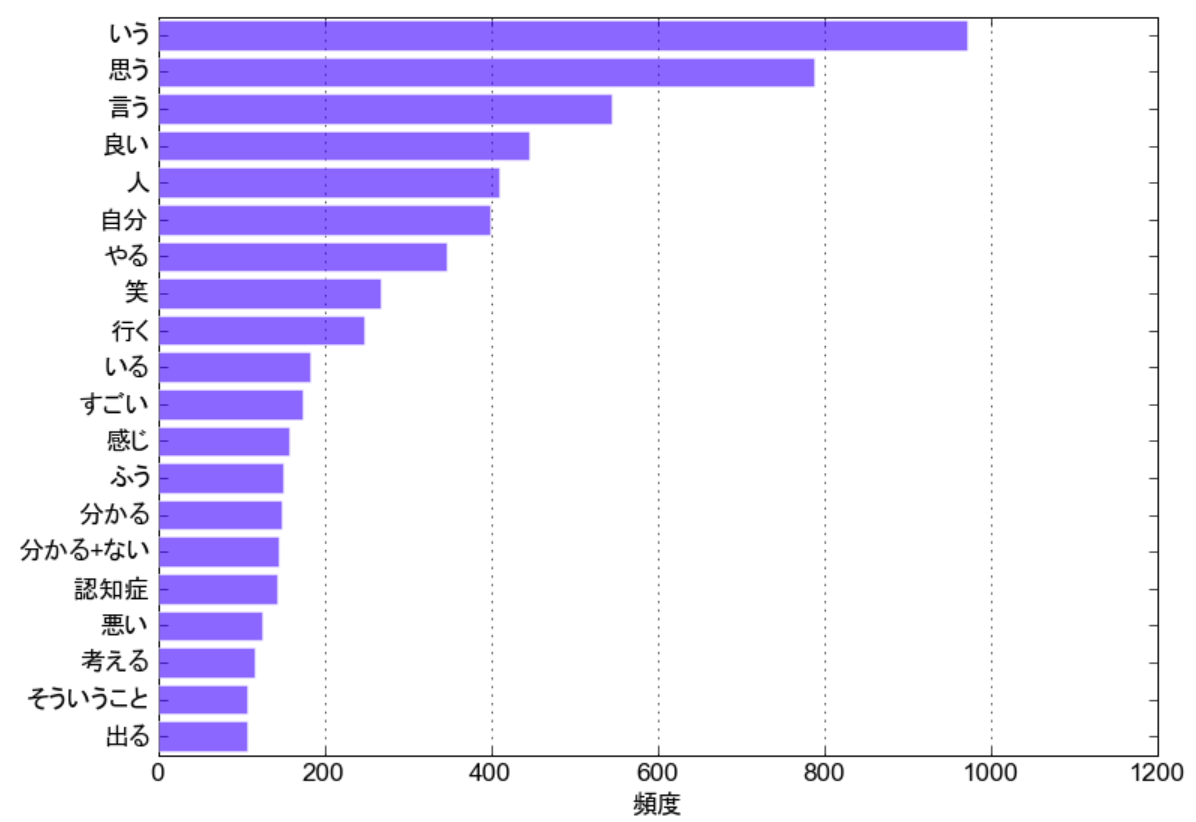 いう
思う
言う
良い
人
自分
やる
笑
行く
いる
すごい
感じ
ふう
分かる
分かる+ない
認知症
悪い
考える
そういうこと
出る
0 200 400 600 800 1000 1200
頻度